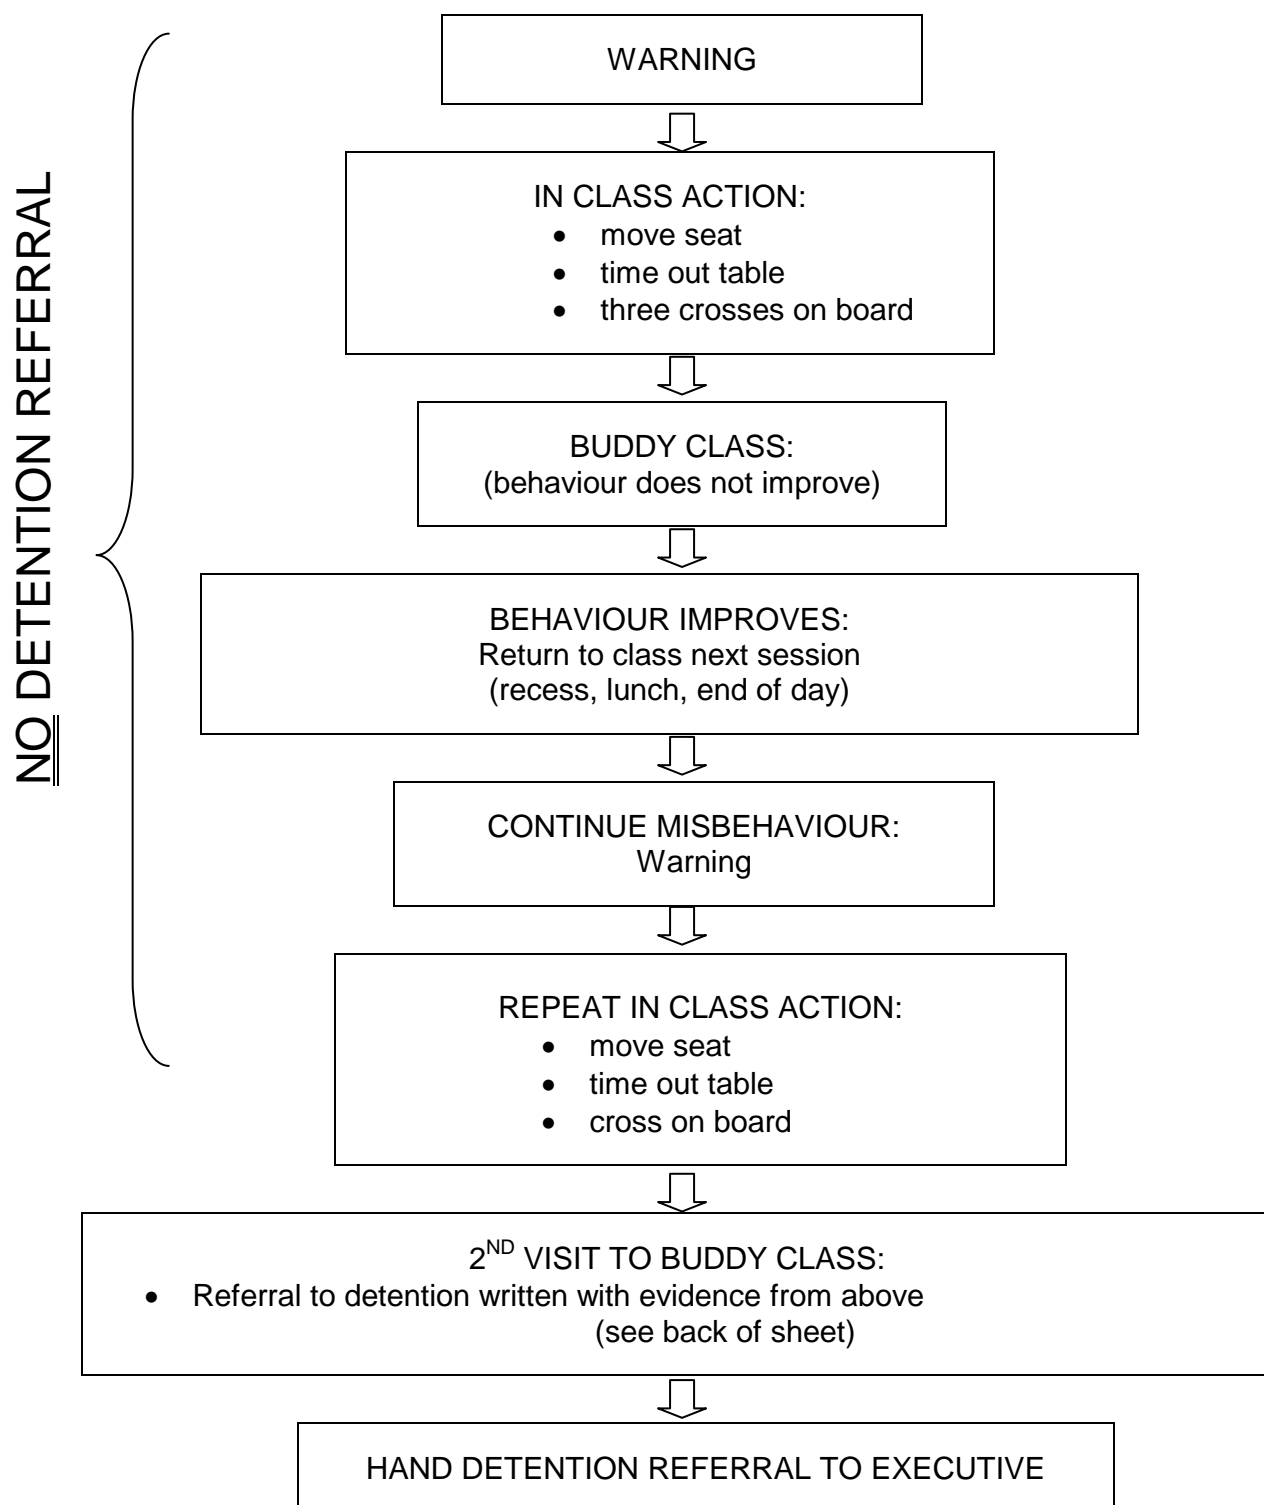 NO DETENTION REFERRAL
WARNING
IN CLASS ACTION:
• move seat
• time out table
• three crosses on board
BUDDY CLASS:
(behaviour does not improve)
BEHAVIOUR IMPROVES:
Return to class next session
(recess, lunch, end of day)
CONTINUE MISBEHAVIOUR:
Warning
REPEAT IN CLASS ACTION:
• move seat
• time out table
• cross on board
2ND VISIT TO BUDDY CLASS:
• Referral to detention written with evidence from above
(see back of sheet)
HAND DETENTION REFERRAL TO EXECUTIVE